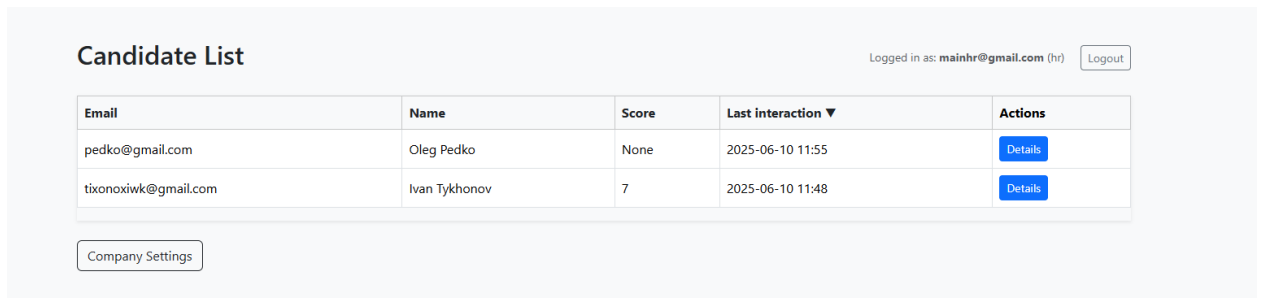 Candidate List
Logged in as: mainhr@gmail.com (hr) Logout
Email Name Score Last interaction ▼ Actions
pedko@gmail.com Oleg Pedko None 2025-06-10 11:55 Details
tixonoxiwk@gmail.com Ivan Tykhonov 7 2025-06-10 11:48 Details
Company Settings